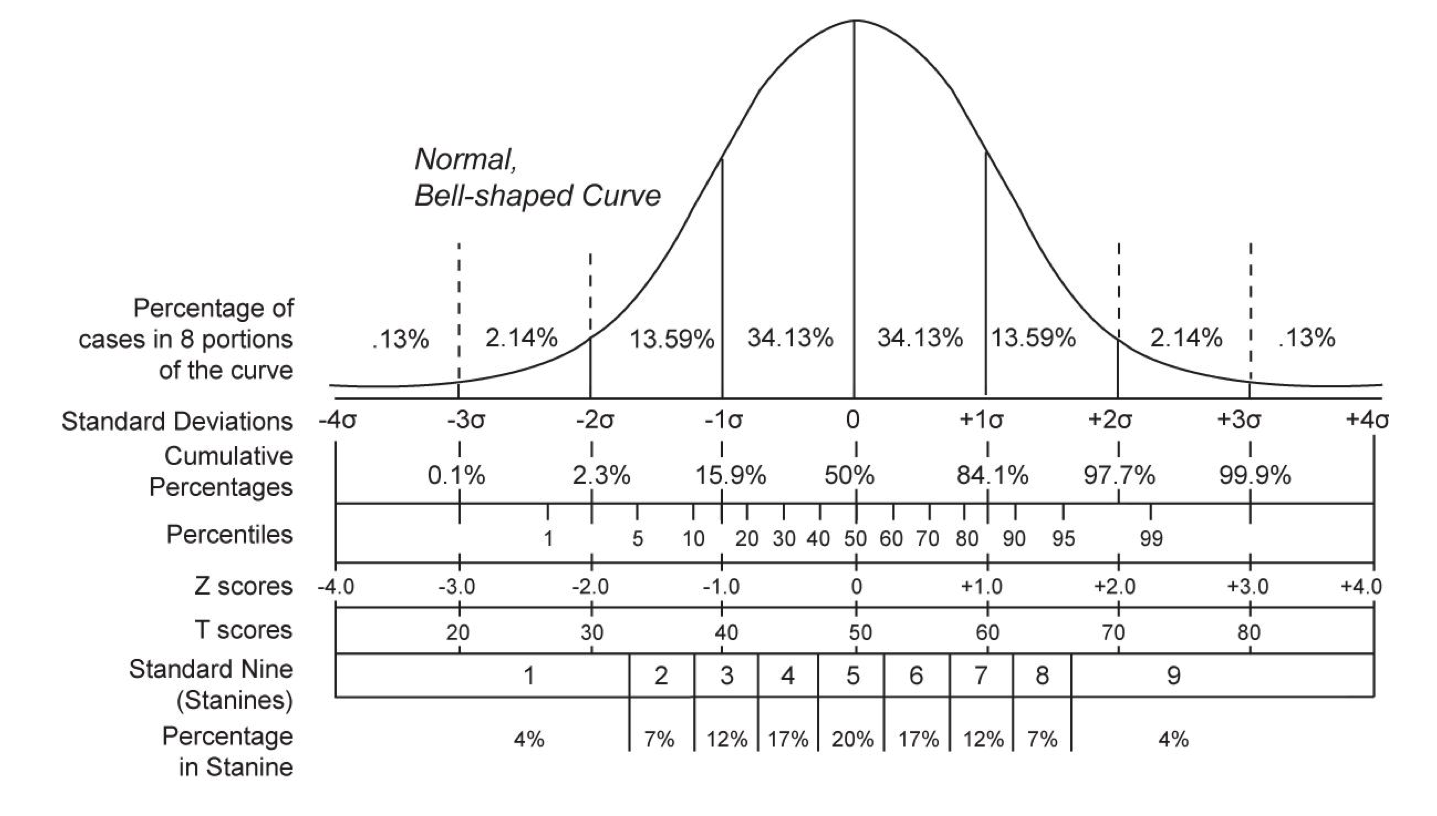 Normal,
Bell-shaped Curve
Percentage of
cases in 8 portions
of the curve
.13% 2.14% 13.59% 34.13% 34.13% 13.59% 2.14% .13%
Standard Deviations -4σ -3σ -2σ -1σ 0 +1σ +2σ +3σ +4σ
Cumulative
Percentages 0.1% 2.3% 15.9% 50% 84.1% 97.7% 99.9%
Percentiles 1 5 10 20 30 40 50 60 70 80 90 95 99
Z scores -4.0 -3.0 -2.0 -1.0 0 +1.0 +2.0 +3.0 +4.0
T scores 20 30 40 50 60 70 80
Standard Nine
(Stanines) 1 2 3 4 5 6 7 8 9
Percentage
in Stanine 4% 7% 12% 17% 20% 17% 12% 7% 4%